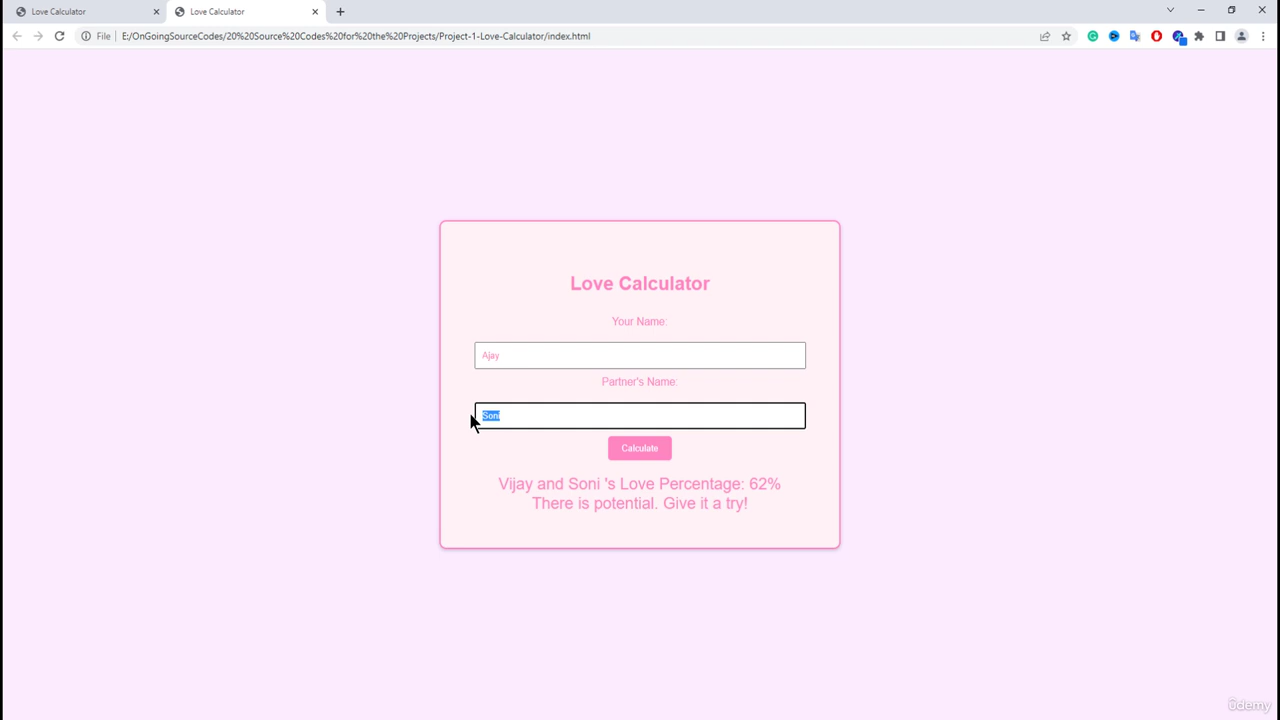 Love Calculator
Love Calculator
File
E:/OnGoingSourceCodes/20%20Source%20Codes%20for%20the%20Projects/Project-1-Love-Calculator/index.html
Love Calculator
Your Name:
Ajay
Partner's Name:
Soni
Calculate
Vijay and Soni 's Love Percentage: 62%
There is potential. Give it a try!
ûdemy